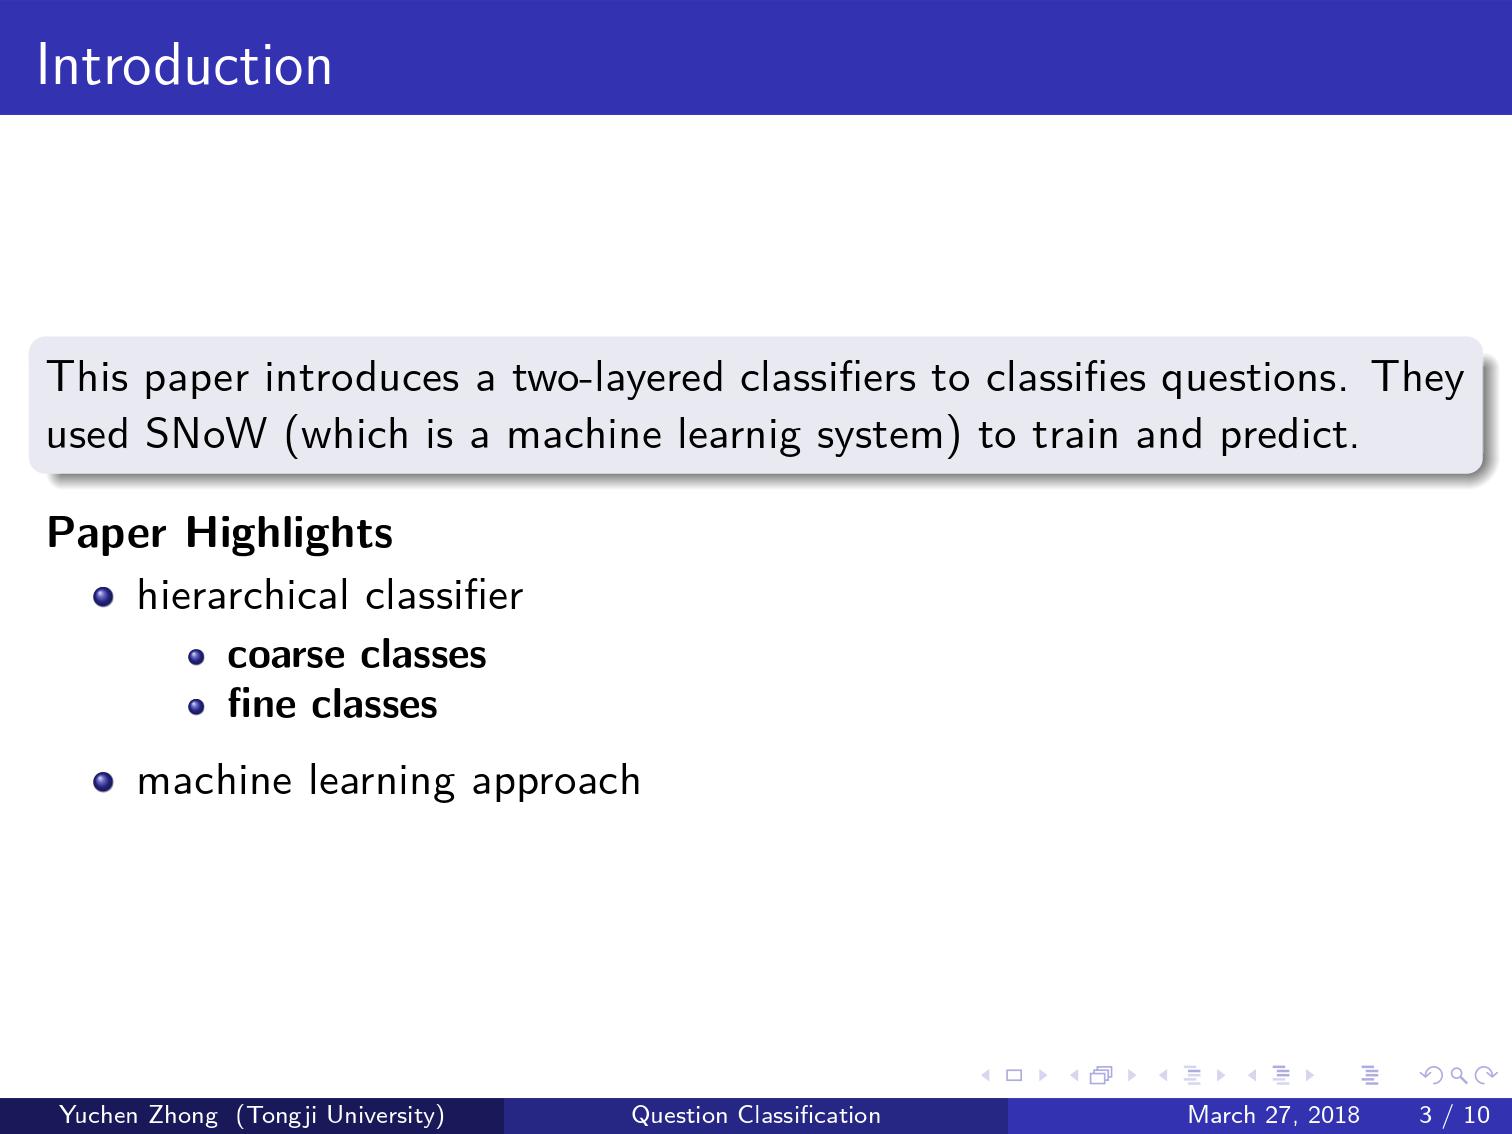 Introduction
This paper introduces a two-layered classifiers to classifies questions. They
used SNoW (which is a machine learnig system) to train and predict.
Paper Highlights
hierarchical classifier
coarse classes
fine classes
machine learning approach
Yuchen Zhong (Tongji University) Question Classification March 27, 2018 3 / 10